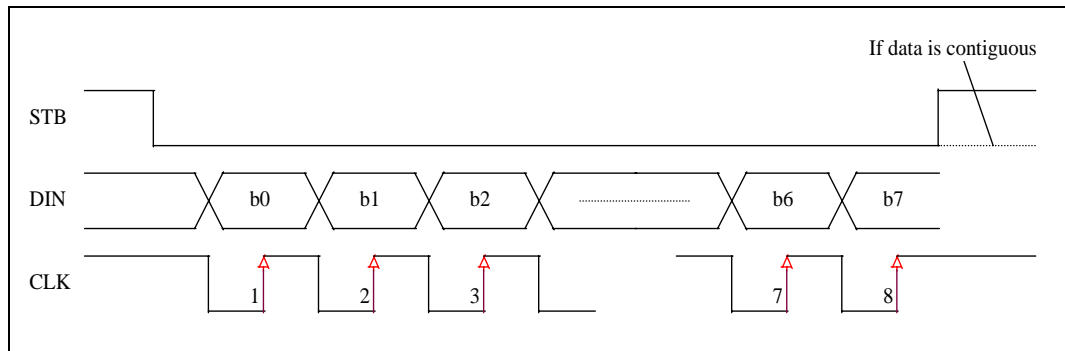 If data is contiguous
STB
DIN b0 b1 b2 b6 b7
CLK 1 2 3 7 8